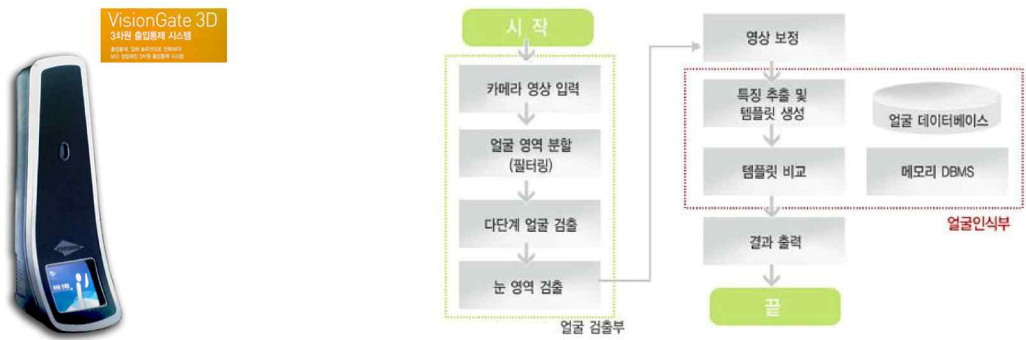 VisionGate 3D
3차원 출입통제 시스템
시 작
카메라 영상 입력
얼굴 영역 분할
(필터링)
다단계 얼굴 검출
눈 영역 검출
얼굴 검출부
영상 보정
특징 추출 및
템플릿 생성
템플릿 비교
얼굴 데이터베이스
메모리 DBMS
얼굴인식부
결과 출력
끝